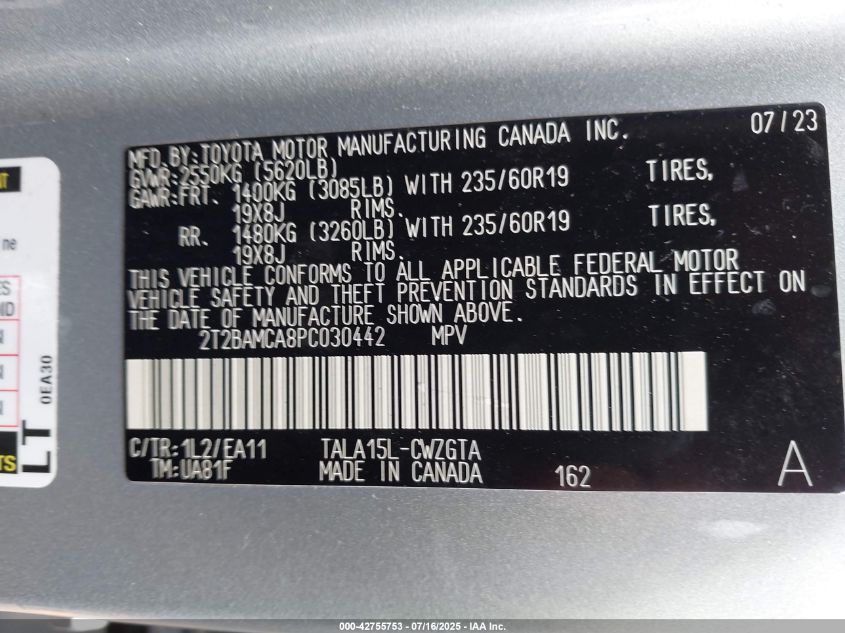 07/23
MFD. BY: TOYOTA MOTOR MANUFACTURING CANADA INC.
GVWR: 2550KG (5620LB)
GAWR: FRT. 1400KG (3085LB) WITH 235/60R19 TIRES,
19X8J RIMS.
RR. 1480KG (3260LB) WITH 235/60R19 TIRES,
19X8J RIMS.
THIS VEHICLE CONFORMS TO ALL APPLICABLE FEDERAL MOTOR
VEHICLE SAFETY AND THEFT PREVENTION STANDARDS IN EFFECT ON
THE DATE OF MANUFACTURE SHOWN ABOVE.
2T2BAMCA8PC030442 MPV
C/TR: 1L2/EA11 TALA15L-CWZGTA
TM: UA81F MADE IN CANADA 162 A
ne
0EA30
LT
TS
000-42755753 - 07/16/2025 - IAA Inc.